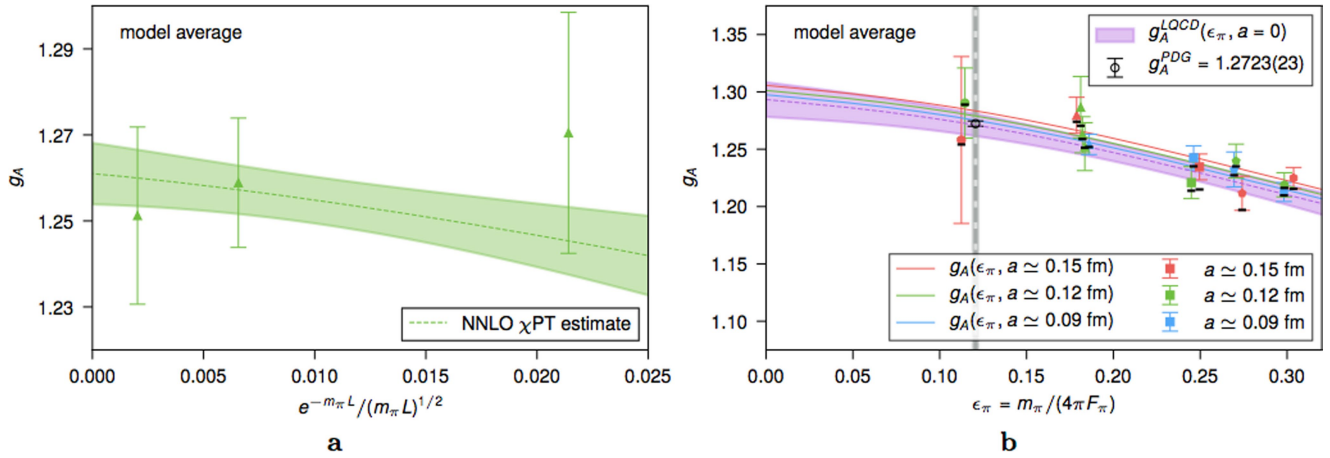 model average
1.29
1.27
1.25
1.23
g_A
NNLO χPT estimate
0.000 0.005 0.010 0.015 0.020 0.025
e^{-m_π L}/(m_π L)^{1/2}
a
model average
g_A^{LQCD}(ϵ_π, a = 0)
g_A^{PDG} = 1.2723(23)
1.35
1.30
1.25
1.20
1.15
1.10
g_A
g_A(ϵ_π, a ≃ 0.15 fm) a ≃ 0.15 fm
g_A(ϵ_π, a ≃ 0.12 fm) a ≃ 0.12 fm
g_A(ϵ_π, a ≃ 0.09 fm) a ≃ 0.09 fm
0.00 0.05 0.10 0.15 0.20 0.25 0.30
ϵ_π = m_π/(4πF_π)
b